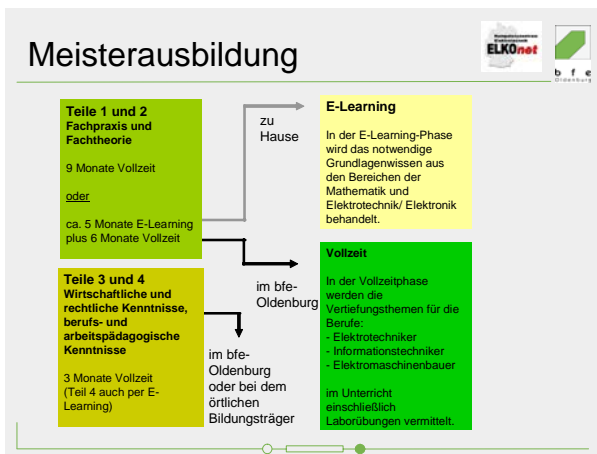 Meisterausbildung
ELKOnet
b f e
Oldenburg
Teile 1 und 2
Fachpraxis und
Fachtheorie
9 Monate Vollzeit
oder
ca. 5 Monate E-Learning
plus 6 Monate Vollzeit
zu
Hause
E-Learning
In der E-Learning-Phase
wird das notwendige
Grundlagenwissen aus
den Bereichen der
Mathematik und
Elektrotechnik/ Elektronik
behandelt.
im bfe-
Oldenburg
Vollzeit
In der Vollzeitphase
werden die
Vertiefungsthemen für die
Berufe:
- Elektrotechniker
- Informationstechniker
- Elektromaschinenbauer
im Unterricht
einschließlich
Laborübungen vermittelt.
Teile 3 und 4
Wirtschaftliche und
rechtliche Kenntnisse,
berufs- und
arbeitspädagogische
Kenntnisse
3 Monate Vollzeit
(Teil 4 auch per E-
Learning)
im bfe-
Oldenburg
oder bei dem
örtlichen
Bildungsträger